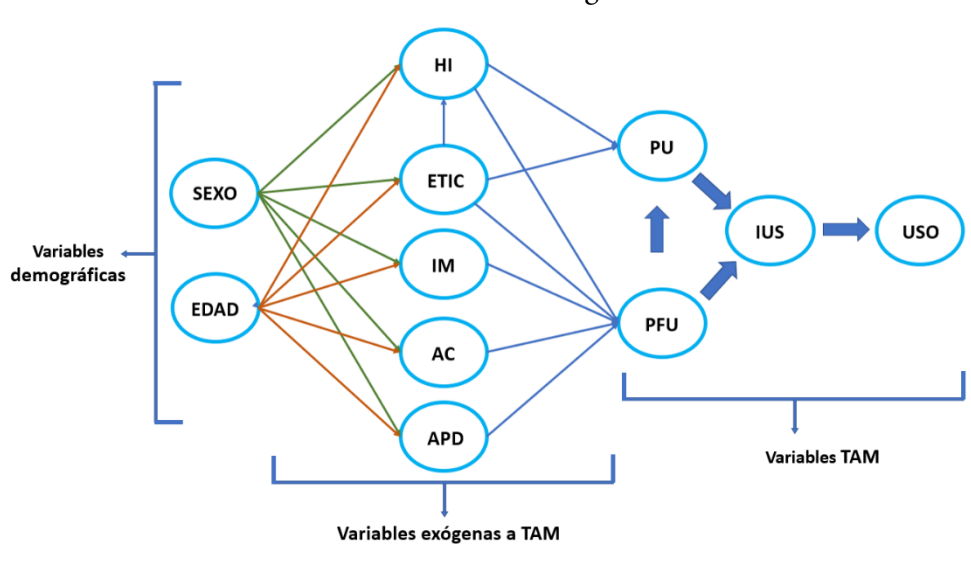 HI
PU
ETIC
SEXO
IUS
USO
Variables
demográficas
IM
EDAD
PFU
AC
APD
Variables TAM
Variables exógenas a TAM